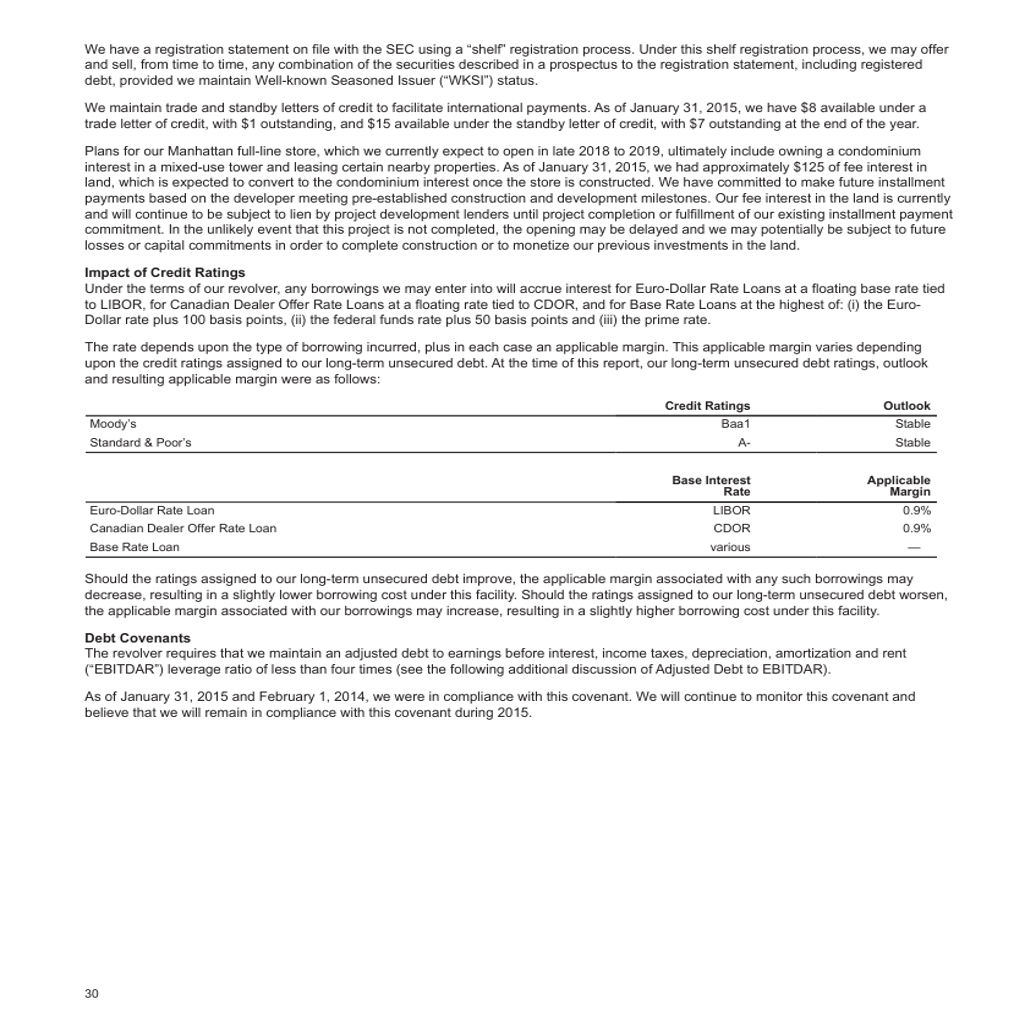 We have a registration statement on file with the SEC using a “shelf” registration process. Under this shelf registration process, we may offer
and sell, from time to time, any combination of the securities described in a prospectus to the registration statement, including registered
debt, provided we maintain Well-known Seasoned Issuer (“WKSI”) status.
We maintain trade and standby letters of credit to facilitate international payments. As of January 31, 2015, we have $8 available under a
trade letter of credit, with $1 outstanding, and $15 available under the standby letter of credit, with $7 outstanding at the end of the year.
Plans for our Manhattan full-line store, which we currently expect to open in late 2018 to 2019, ultimately include owning a condominium
interest in a mixed-use tower and leasing certain nearby properties. As of January 31, 2015, we had approximately $125 of fee interest in
land, which is expected to convert to the condominium interest once the store is constructed. We have committed to make future installment
payments based on the developer meeting pre-established construction and development milestones. Our fee interest in the land is currently
and will continue to be subject to lien by project development lenders until project completion or fulfillment of our existing installment payment
commitment. In the unlikely event that this project is not completed, the opening may be delayed and we may potentially be subject to future
losses or capital commitments in order to complete construction or to monetize our previous investments in the land.
Impact of Credit Ratings
Under the terms of our revolver, any borrowings we may enter into will accrue interest for Euro-Dollar Rate Loans at a floating base rate tied
to LIBOR, for Canadian Dealer Offer Rate Loans at a floating rate tied to CDOR, and for Base Rate Loans at the highest of: (i) the Euro-
Dollar rate plus 100 basis points, (ii) the federal funds rate plus 50 basis points and (iii) the prime rate.
The rate depends upon the type of borrowing incurred, plus in each case an applicable margin. This applicable margin varies depending
upon the credit ratings assigned to our long-term unsecured debt. At the time of this report, our long-term unsecured debt ratings, outlook
and resulting applicable margin were as follows:
Credit Ratings Outlook
Moody’s Baa1 Stable
Standard & Poor’s A- Stable
Base Interest Applicable
Rate Margin
Euro-Dollar Rate Loan LIBOR 0.9%
Canadian Dealer Offer Rate Loan CDOR 0.9%
Base Rate Loan various —
Should the ratings assigned to our long-term unsecured debt improve, the applicable margin associated with any such borrowings may
decrease, resulting in a slightly lower borrowing cost under this facility. Should the ratings assigned to our long-term unsecured debt worsen,
the applicable margin associated with our borrowings may increase, resulting in a slightly higher borrowing cost under this facility.
Debt Covenants
The revolver requires that we maintain an adjusted debt to earnings before interest, income taxes, depreciation, amortization and rent
(“EBITDAR”) leverage ratio of less than four times (see the following additional discussion of Adjusted Debt to EBITDAR).
As of January 31, 2015 and February 1, 2014, we were in compliance with this covenant. We will continue to monitor this covenant and
believe that we will remain in compliance with this covenant during 2015.
30